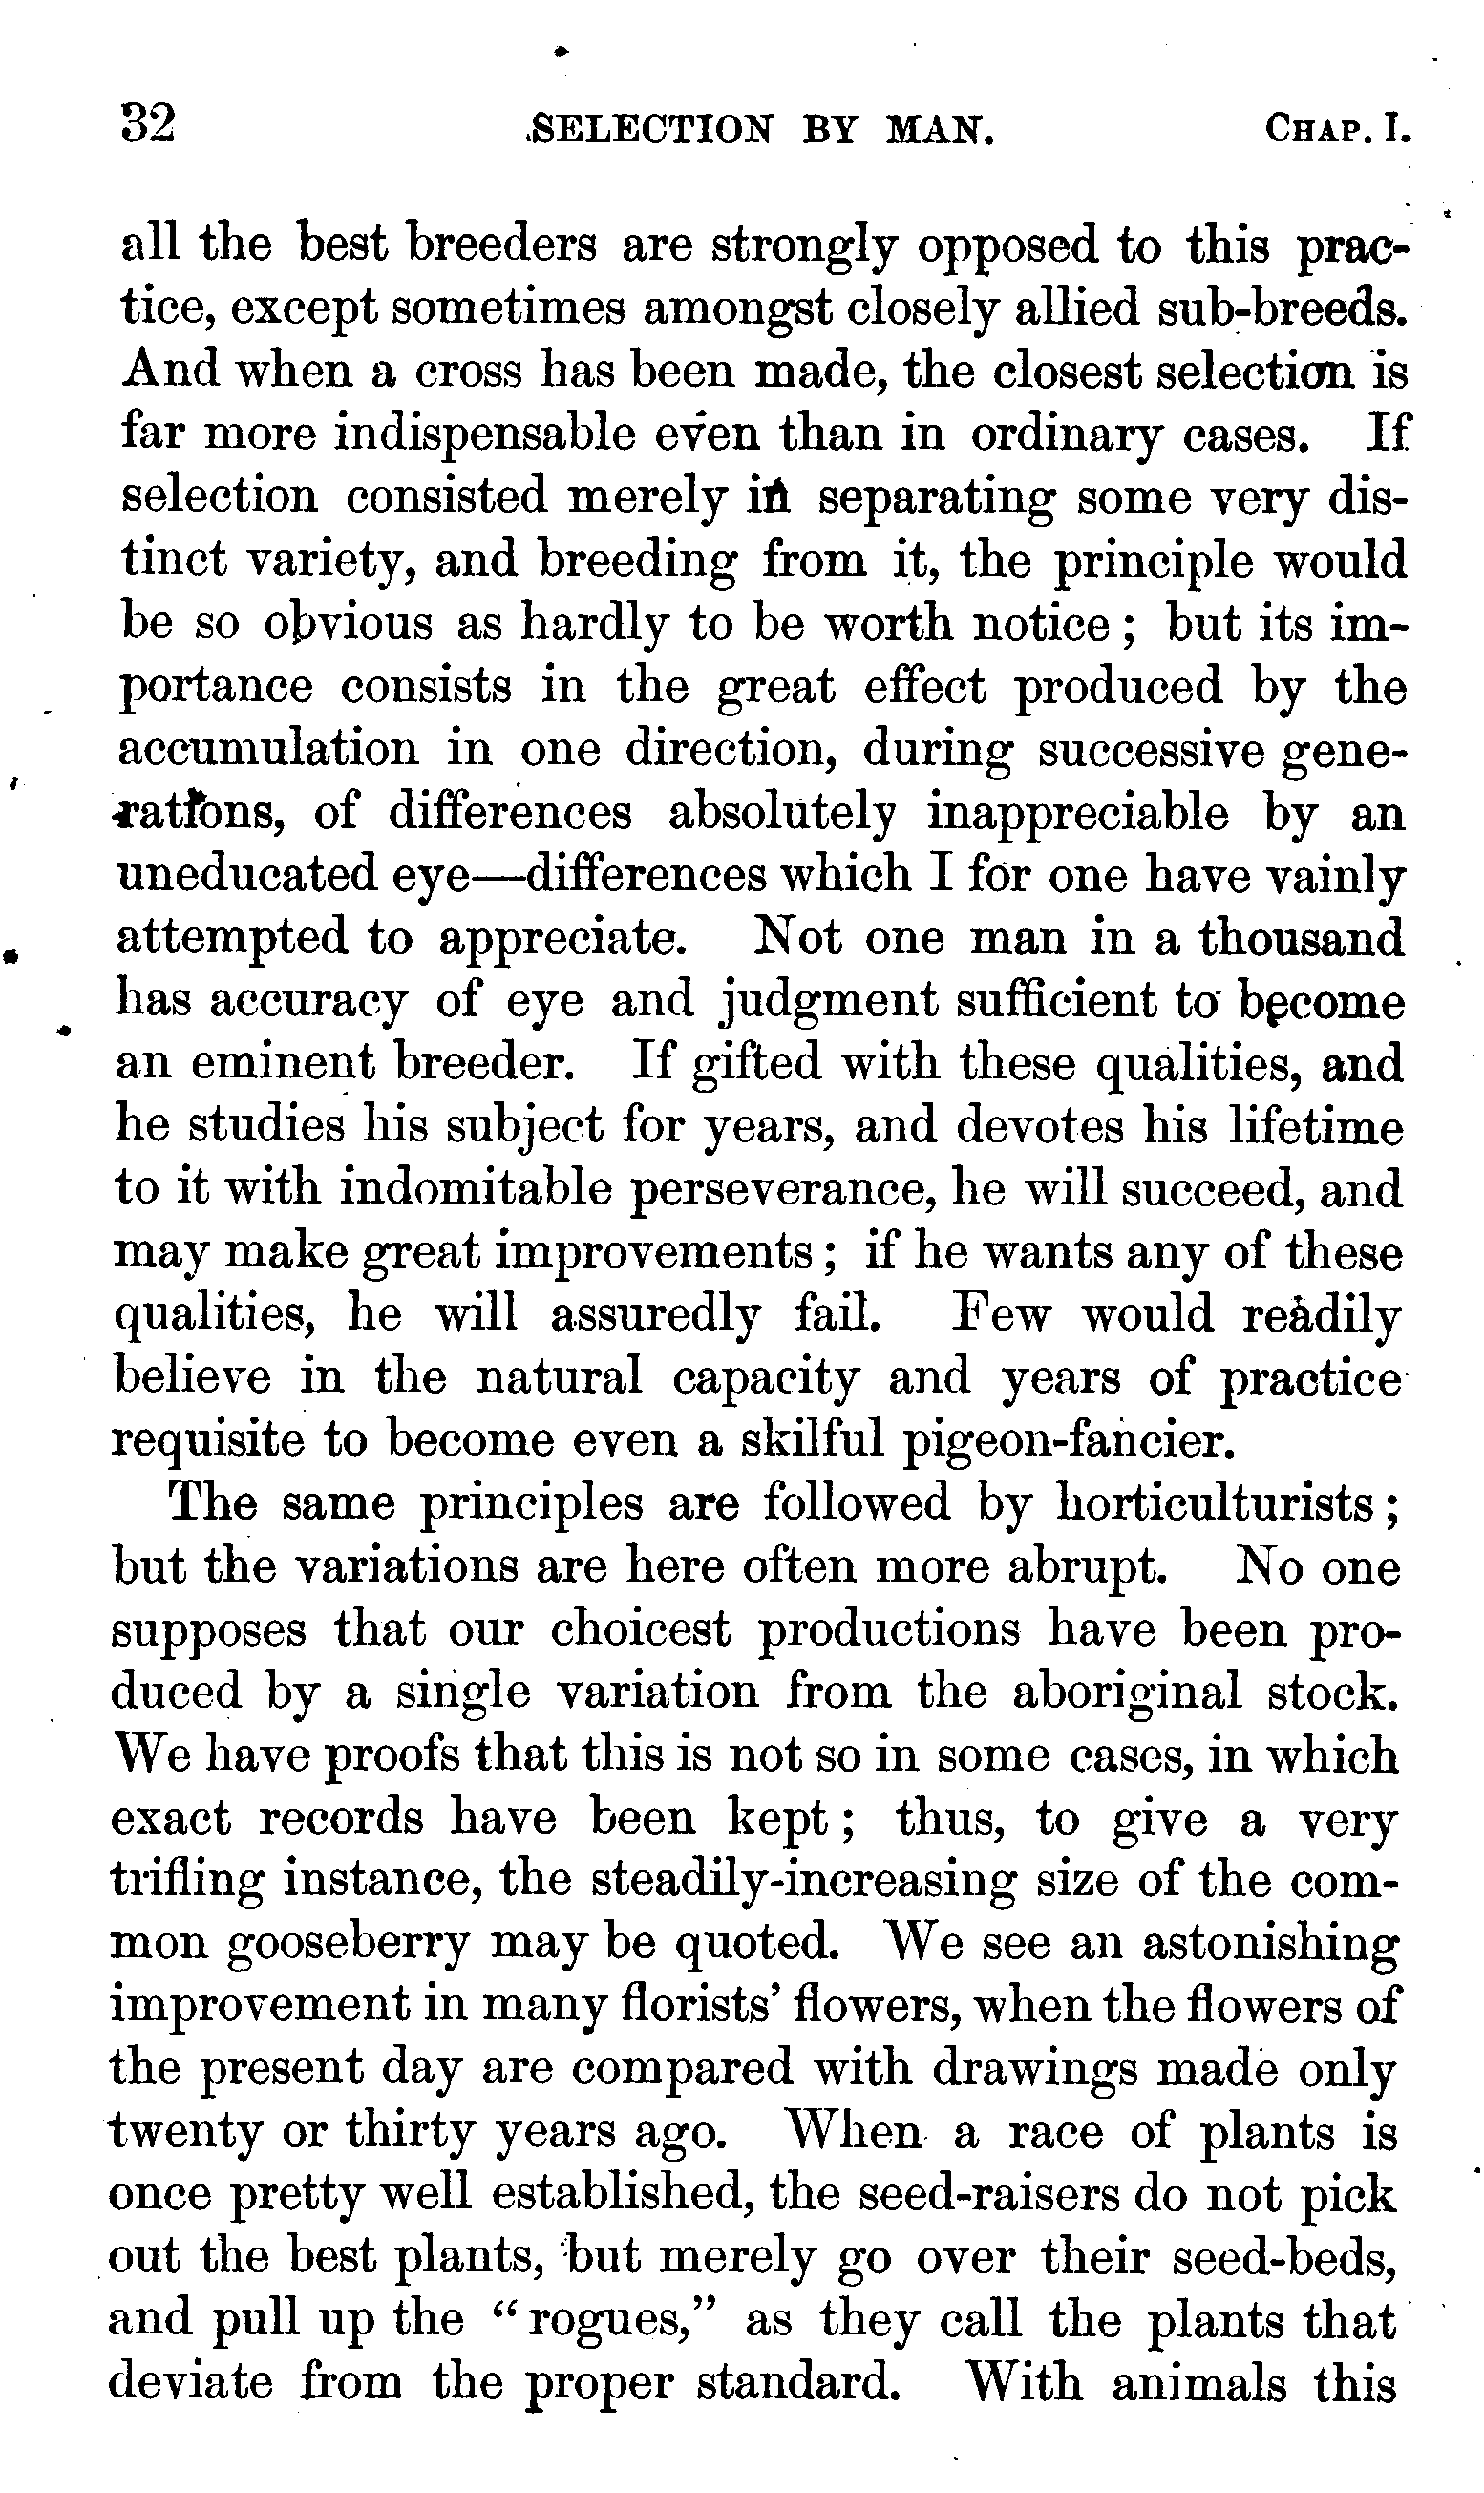 32 SELECTION BY MAN. CHAP. I.
all the best breeders are strongly opposed to this prac-
tice, except sometimes amongst closely allied sub-breeds.
And when a cross has been made, the closest selection is
far more indispensable even than in ordinary cases. If
selection consisted merely in separating some very dis-
tinct variety, and breeding from it, the principle would
be so obvious as hardly to be worth notice; but its im-
portance consists in the great effect produced by the
accumulation in one direction, during successive gene-
rations, of differences absolutely inappreciable by an
uneducated eye—differences which I for one have vainly
attempted to appreciate. Not one man in a thousand
has accuracy of eye and judgment sufficient to become
an eminent breeder. If gifted with these qualities, and
he studies his subject for years, and devotes his lifetime
to it with indomitable perseverance, he will succeed, and
may make great improvements; if he wants any of these
qualities, he will assuredly fail. Few would readily
believe in the natural capacity and years of practice
requisite to become even a skilful pigeon-fancier.
The same principles are followed by horticulturists;
but the variations are here often more abrupt. No one
supposes that our choicest productions have been pro-
duced by a single variation from the aboriginal stock.
We have proofs that this is not so in some cases, in which
exact records have been kept; thus, to give a very
trifling instance, the steadily-increasing size of the com-
mon gooseberry may be quoted. We see an astonishing
improvement in many florists' flowers, when the flowers of
the present day are compared with drawings made only
twenty or thirty years ago. When a race of plants is
once pretty well established, the seed-raisers do not pick
out the best plants, but merely go over their seed-beds,
and pull up the "rogues," as they call the plants that
deviate from the proper standard. With animals this